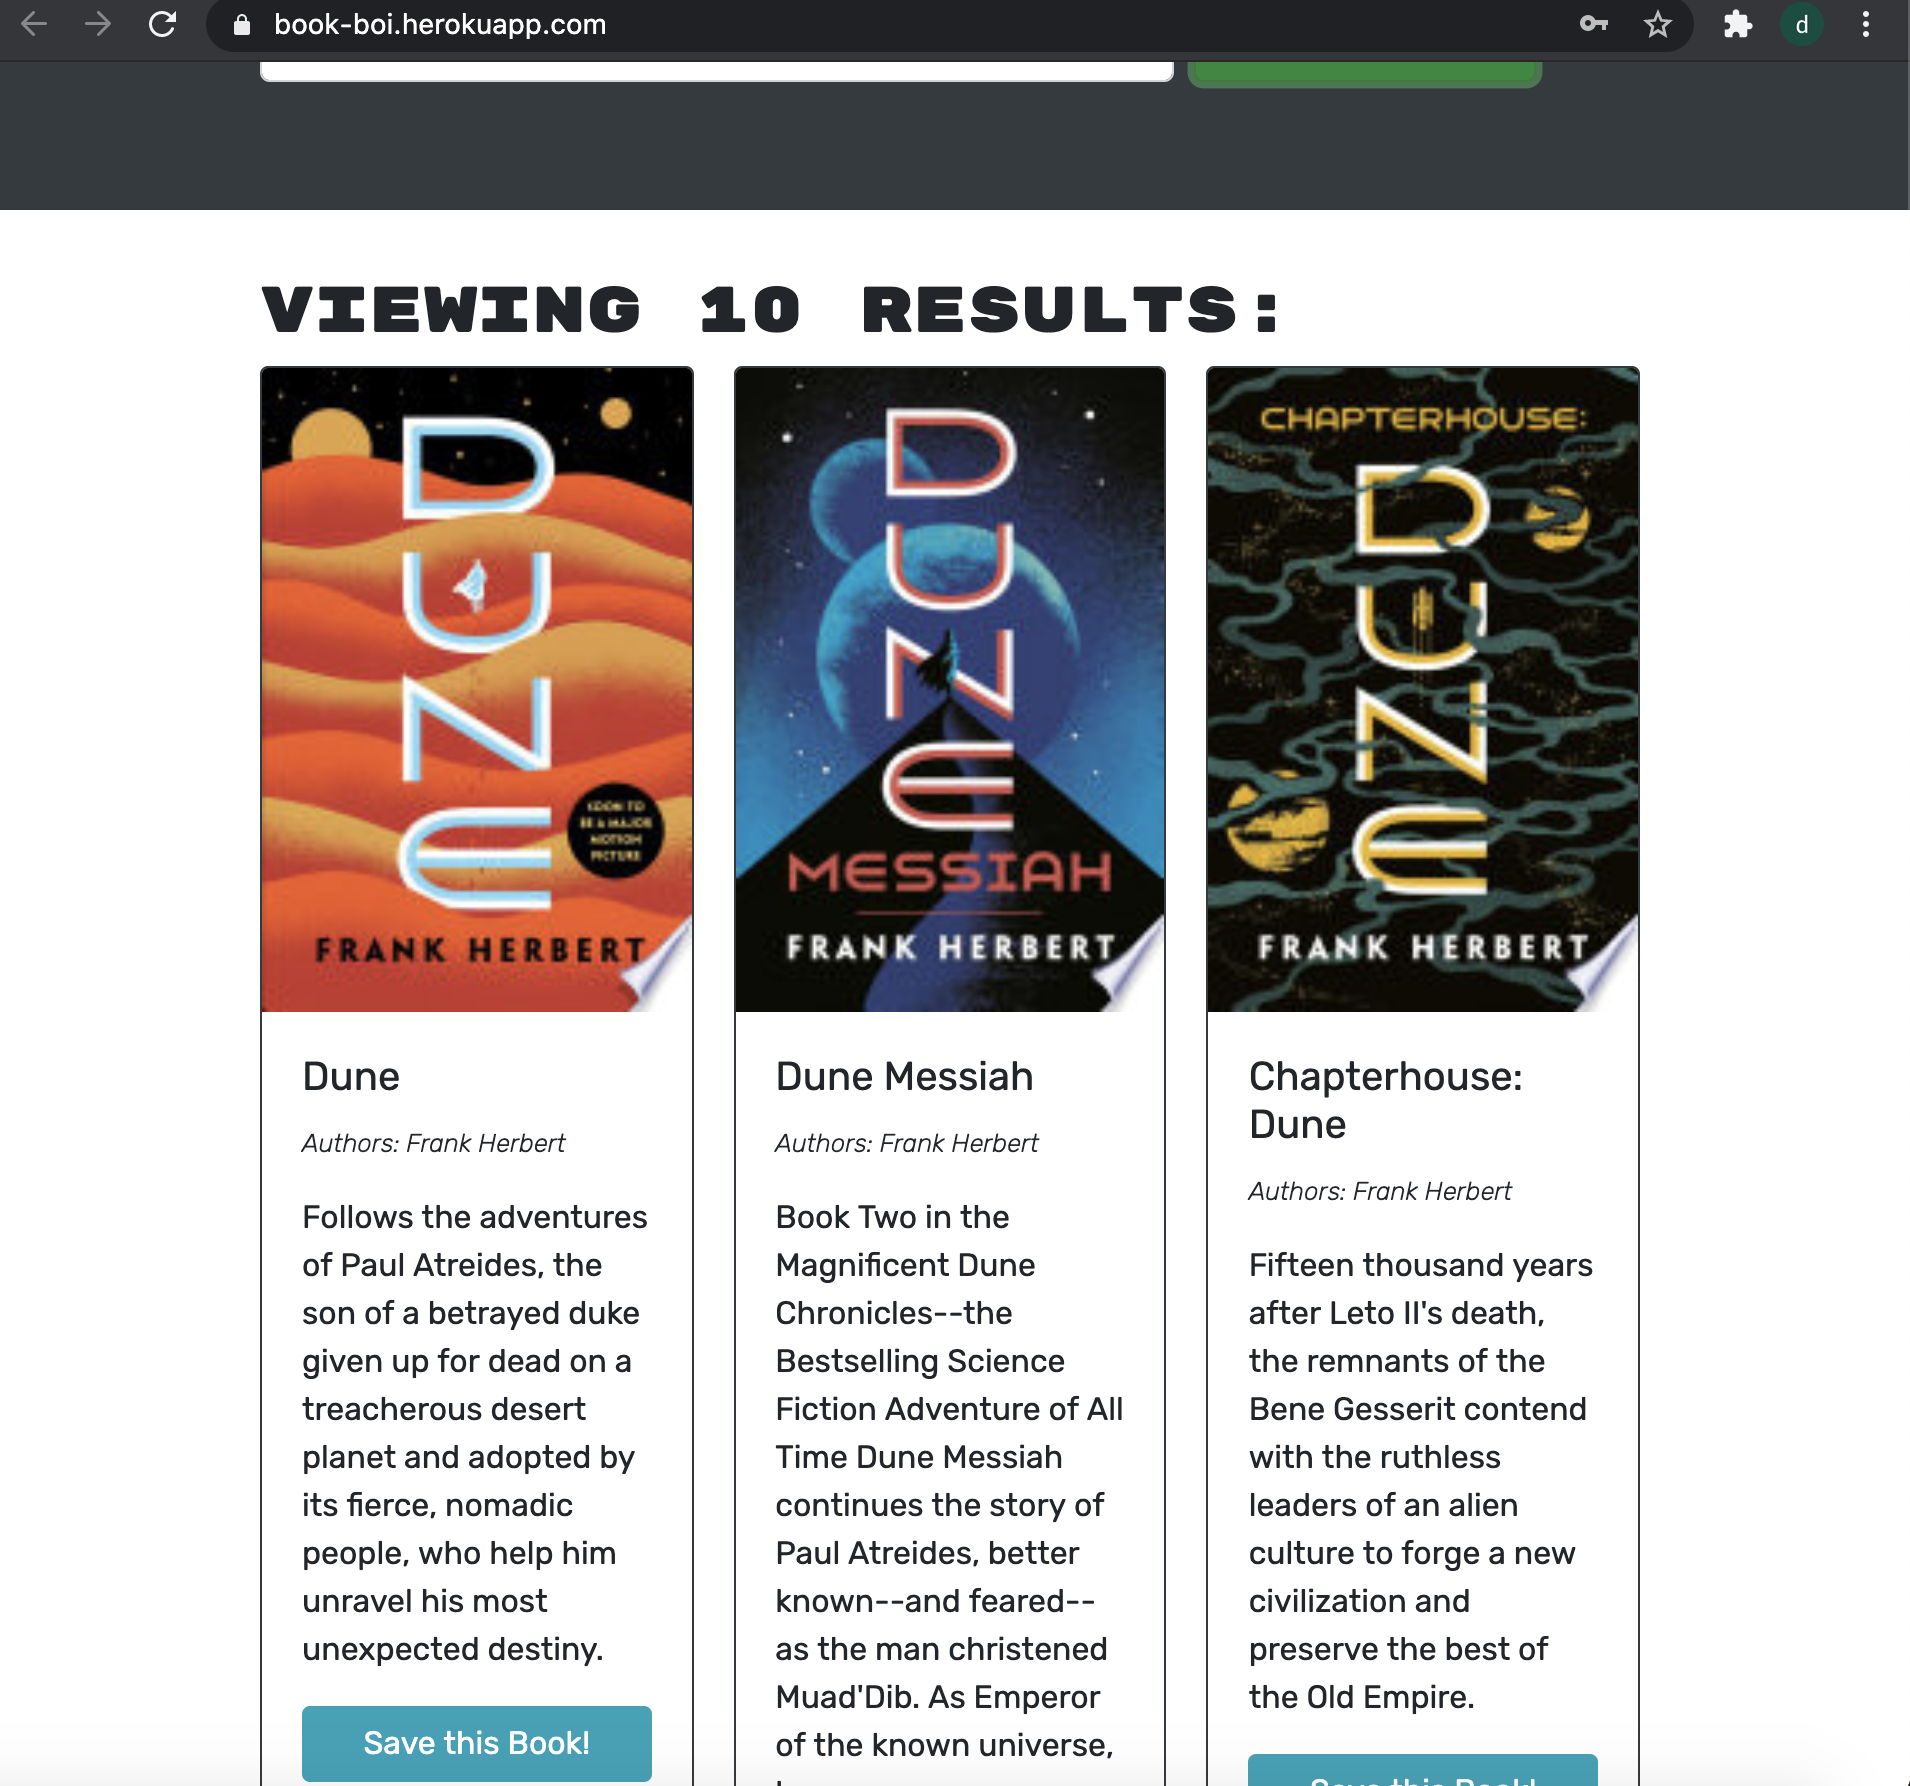 book-boi.herokuapp.com
d
VIEWING 10 RESULTS:
DUNE
SOON TO
BE A MAJOR
MOTION
PICTURE
FRANK HERBERT
Dune
Authors: Frank Herbert
Follows the adventures
of Paul Atreides, the
son of a betrayed duke
given up for dead on a
treacherous desert
planet and adopted by
its fierce, nomadic
people, who help him
unravel his most
unexpected destiny.
Save this Book!
DUNE
MESSIAH
FRANK HERBERT
Dune Messiah
Authors: Frank Herbert
Book Two in the
Magnificent Dune
Chronicles--the
Bestselling Science
Fiction Adventure of All
Time Dune Messiah
continues the story of
Paul Atreides, better
known--and feared--
as the man christened
Muad'Dib. As Emperor
of the known universe,
CHAPTERHOUSE:
DUNE
FRANK HERBERT
Chapterhouse:
Dune
Authors: Frank Herbert
Fifteen thousand years
after Leto II's death,
the remnants of the
Bene Gesserit contend
with the ruthless
leaders of an alien
culture to forge a new
civilization and
preserve the best of
the Old Empire.
Save this Book!